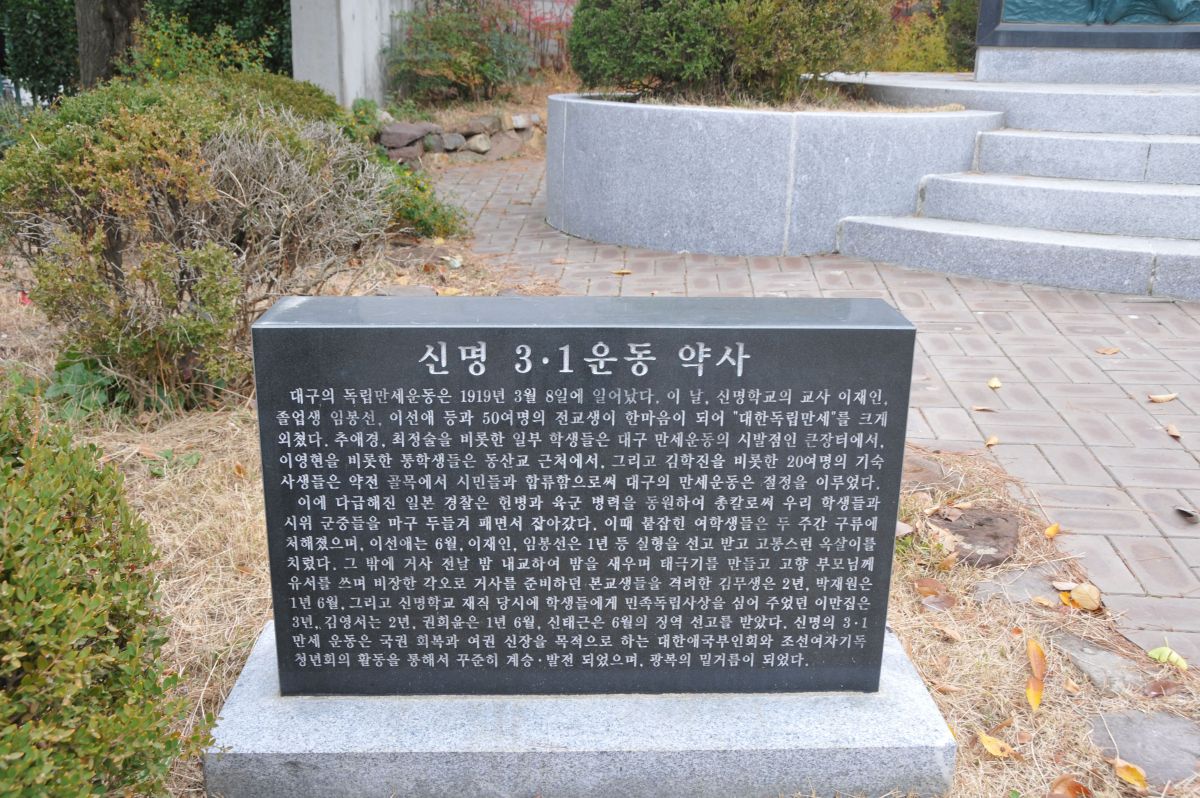 신명 3·1운동 약사
대구의 독립만세운동은 1919년 3월 8일에 일어났다. 이 날, 신명학교의 교사 이재인,
졸업생 임봉선, 이선애 등과 50여명의 전교생이 한마음이 되어 "대한독립만세"를 크게
외쳤다. 추애경, 최정술을 비롯한 일부 학생들은 대구 만세운동의 시발점인 큰장터에서,
이영현을 비롯한 통학생들은 동산교 근처에서, 그리고 김학진을 비롯한 20여명의 기숙
사생들은 약전 골목에서 시민들과 합류함으로써 대구의 만세운동은 절정을 이루었다.
이에 다급해진 일본 경찰은 헌병과 육군 병력을 동원하여 총칼로써 우리 학생들과
시위 군중들을 마구 두들겨 패면서 잡아갔다. 이때 붙잡힌 여학생들은 두 주간 구류에
처해졌으며, 이선애는 6월, 이재인, 임봉선은 1년 등 실형을 선고 받고 고통스런 옥살이를
치렀다. 그 밖에 거사 전날 밤 내교하여 밤을 새우며 태극기를 만들고 고향 부모님께
유서를 쓰며 비장한 각오로 거사를 준비하던 본교생들을 격려한 김무생은 2년, 박재원은
1년 6월, 그리고 신명학교 재직 당시에 학생들에게 민족독립사상을 심어 주었던 이만집은
3년, 김영서는 2년, 권희윤은 1년 6월, 신태근은 6월의 징역 선고를 받았다. 신명의 3·1
만세 운동은 국권 회복과 여권 신장을 목적으로 하는 대한애국부인회와 조선여자기독
청년회의 활동을 통해서 꾸준히 계승·발전 되었으며, 광복의 밑거름이 되었다.